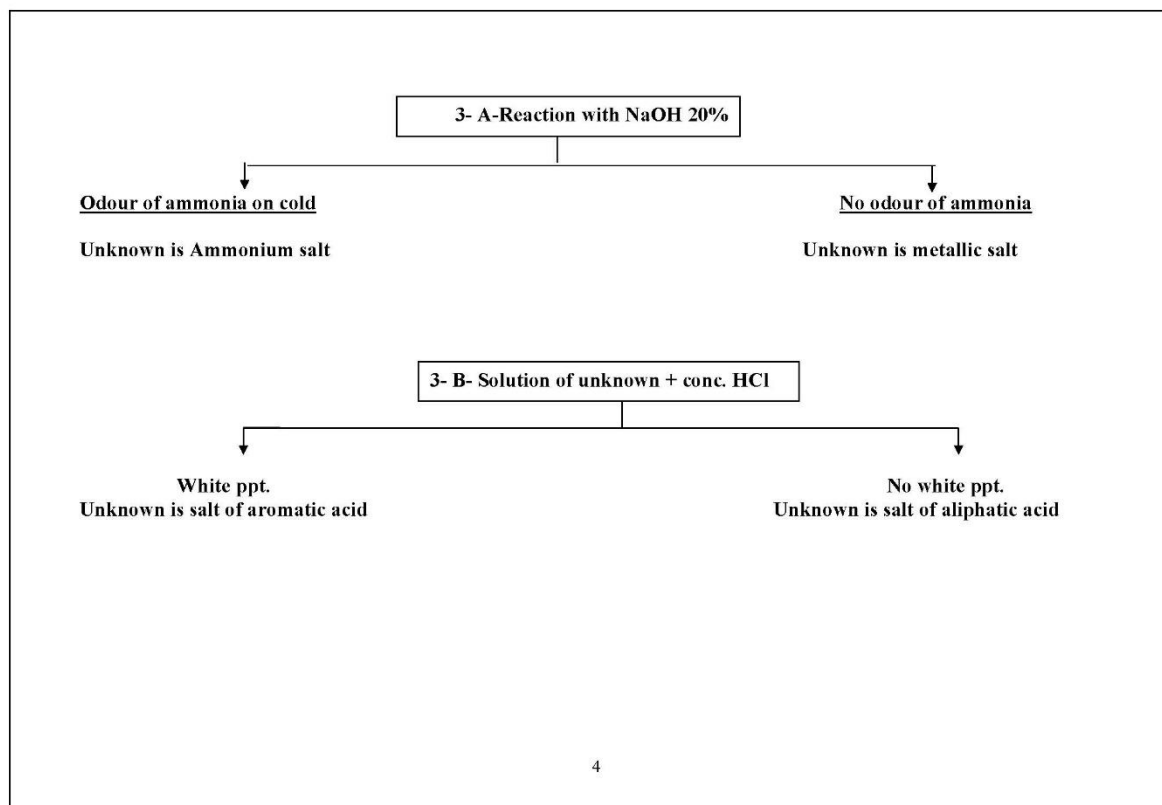 3- A-Reaction with NaOH 20%
Odour of ammonia on cold
No odour of ammonia
Unknown is Ammonium salt
Unknown is metallic salt
3- B- Solution of unknown + conc. HCl
White ppt.
No white ppt.
Unknown is salt of aromatic acid
Unknown is salt of aliphatic acid
4